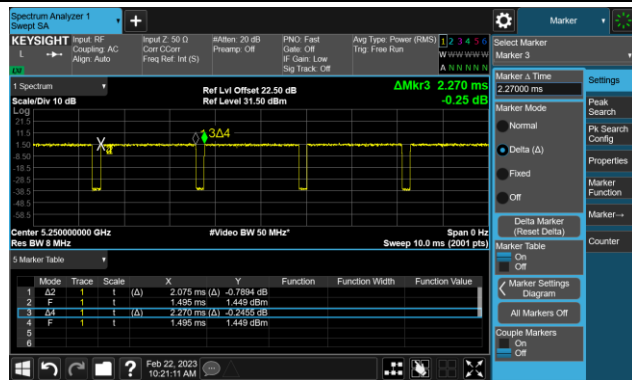 Spectrum Analyzer 1
Swept SA
+
Marker
KEYSIGHT Input: RF Input Z: 50 Ω #Atten: 20 dB PNO: Fast Avg Type: Power (RMS) 1 2 3 4 5 6
L Coupling: AC Corr CCorr Preamp: Off Gate: Off Trig: Free Run W W W W W W
Align: Auto Freq Ref: Int (S) IF Gain: Low
Sig Track: Off A N N N N N
Select Marker
Marker 3
1 Spectrum
Ref Lvl Offset 22.50 dB ΔMkr3 2.270 ms
Scale/Div 10 dB Ref Level 31.50 dBm -0.25 dB
Log
21.5
11.5
1.50
-8.50
-18.5
-28.5
-38.5
-48.5
-58.5
3Δ4
Center 5.250000000 GHz #Video BW 50 MHz* Span 0 Hz
Res BW 8 MHz Sweep 10.0 ms (2001 pts)
5 Marker Table
Mode Trace Scale X Y Function Function Width Function Value
1 Δ2 1 t (Δ) 2.075 ms (Δ) -0.7894 dB
2 F 1 t 1.495 ms 1.449 dBm
3 Δ4 1 t (Δ) 2.270 ms (Δ) -0.2455 dB
4 F 1 t 1.495 ms 1.449 dBm
5
6
Marker Δ Time
2.27000 ms
Marker Mode
Normal
Delta (Δ)
Fixed
Off
Delta Marker
(Reset Delta)
Marker Table
On
Off
Marker Settings
Diagram
All Markers Off
Couple Markers
On
Off
Settings
Peak
Search
Pk Search
Config
Properties
Marker
Function
Marker→
Counter
?
Feb 22, 2023
10:21:11 AM